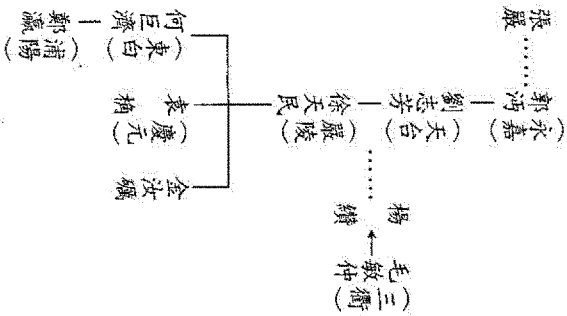 張嚴
郭沔
(永嘉)
劉志芳
(天台)
徐天民
(嚴陵)
楊纘
毛敏仲
(三衢)
何巨濟
(東白)
袁桷
(慶元)
金汝礪
鄭瀛
(浦陽)